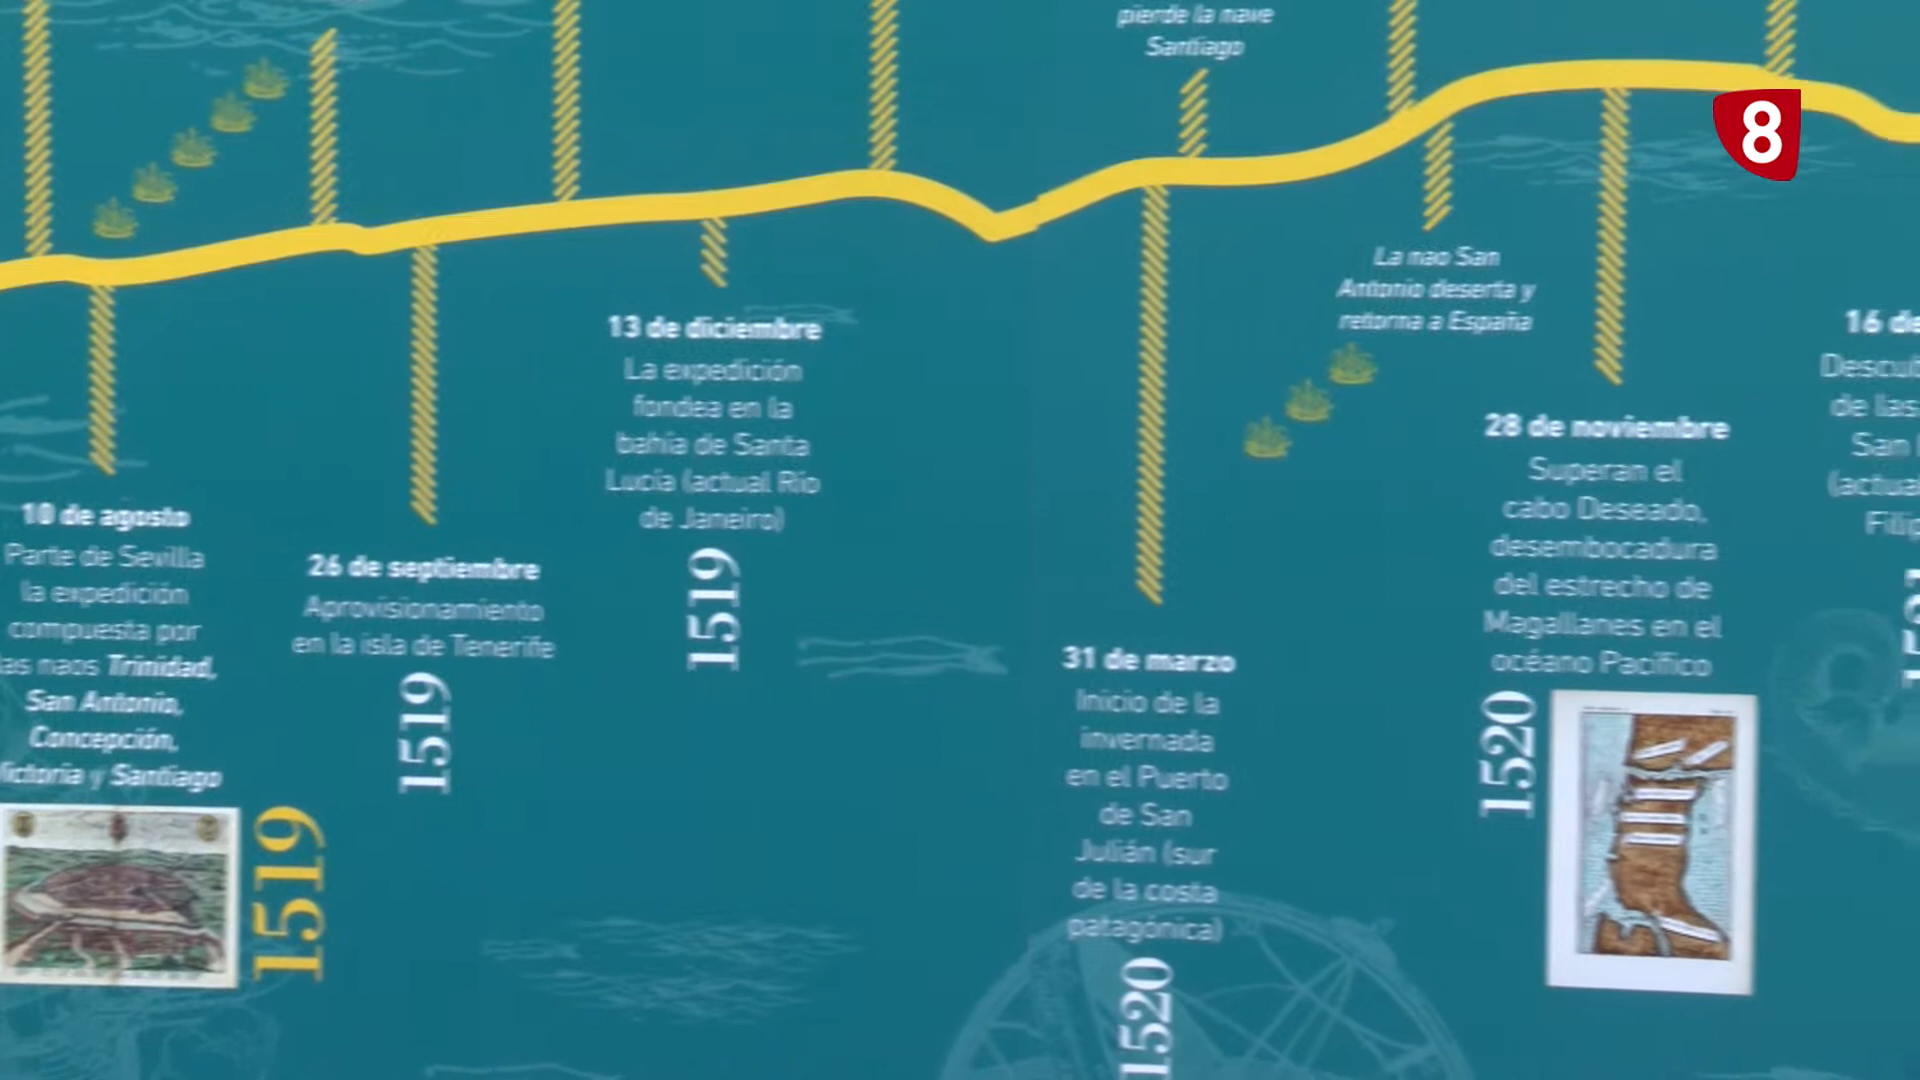 pierde la nave
Santiago
8
La nao San
Antonio deserta y
retorna a España
10 de agosto
Parte de Sevilla
la expedición
compuesta por
las naos Trinidad,
San Antonio,
Concepción,
Victoria y Santiago
1519
26 de septiembre
Aprovisionamiento
en la isla de Tenerife
1519
13 de diciembre
La expedición
fondea en la
bahía de Santa
Lucía (actual Río
de Janeiro)
1519
31 de marzo
Inicio de la
invernada
en el Puerto
de San
Julián (sur
de la costa
patagónica)
1520
28 de noviembre
Superan el
cabo Deseado,
desembocadura
del estrecho de
Magallanes en el
océano Pacífico
1520
16 de
de las
San